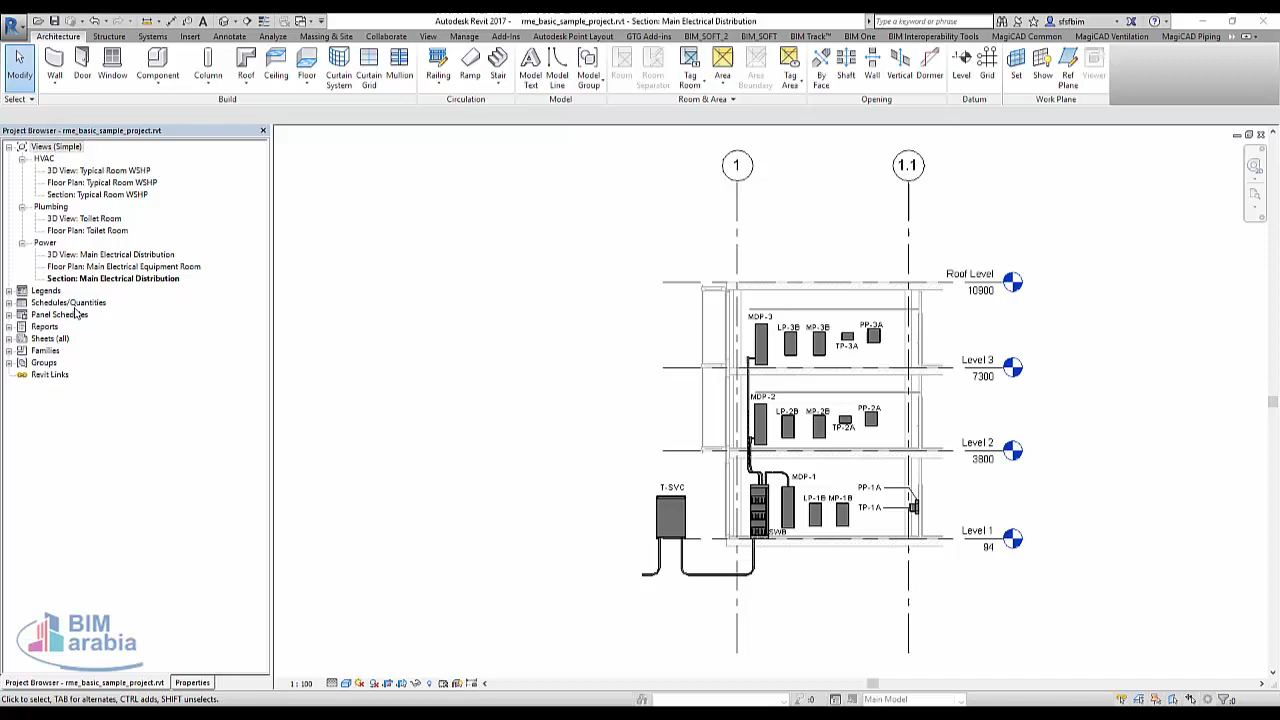 Autodesk Revit 2017 - rme_basic_sample_project.rvt - Section: Main Electrical Distribution
Type a keyword or phrase
sfsfbim
Architecture Structure Systems Insert Annotate Analyze Massing & Site Collaborate View Manage Add-Ins Autodesk Point Layout GTG Add-ins BIM_SOFT_2 BIM_SOFT BIM Track™ BIM One BIM Interoperability Tools MagiCAD Common MagiCAD Ventilation MagiCAD Piping
Modify Wall Door Window Component Column Roof Ceiling Floor Curtain System Curtain Grid Mullion Railing Ramp Stair Model Text Model Line Model Group Room Room Separator Tag Room Area Area Boundary Tag Area By Face Shaft Wall Vertical Dormer Level Grid Set Show Ref Plane Viewer
Select Build Circulation Model Room & Area Opening Datum Work Plane
Project Browser - rme_basic_sample_project.rvt
Views (Simple)
HVAC
3D View: Typical Room WSHP
Floor Plan: Typical Room WSHP
Section: Typical Room WSHP
Plumbing
3D View: Toilet Room
Floor Plan: Toilet Room
Power
3D View: Main Electrical Distribution
Floor Plan: Main Electrical Equipment Room
Section: Main Electrical Distribution
Legends
Schedules/Quantities
Panel Schedules
Reports
Sheets (all)
Families
Groups
Revit Links
1 1.1
Roof Level
10900
MDP-3
LP-3B MP-3B PP-3A
TP-3A
Level 3
7300
MDP-2
LP-2B MP-2B PP-2A
TP-2A
Level 2
3800
T-SVC
MDP-1
LP-1B MP-1B
PP-1A
TP-1A
SWB
Level 1
94
BIM
arabia
Project Browser - rme_basic_sample_project.rvt Properties
1 : 100
Click to select, TAB for alternates, CTRL adds, SHIFT unselects.
:0
Main Model
:0